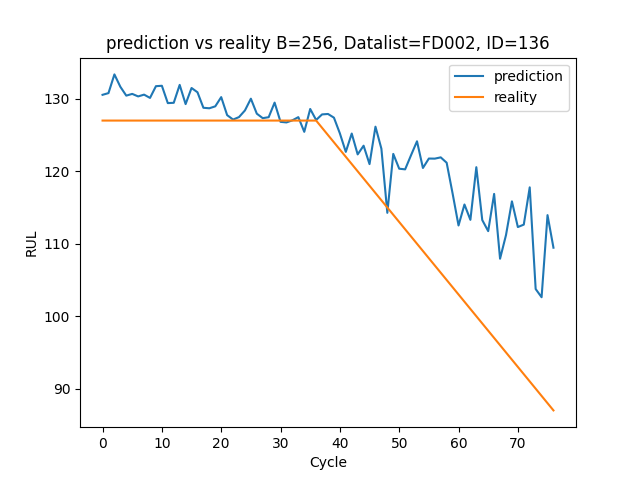 prediction vs reality B=256, Datalist=FD002, ID=136
prediction
reality
RUL
130
120
110
100
90
0 10 20 30 40 50 60 70
Cycle